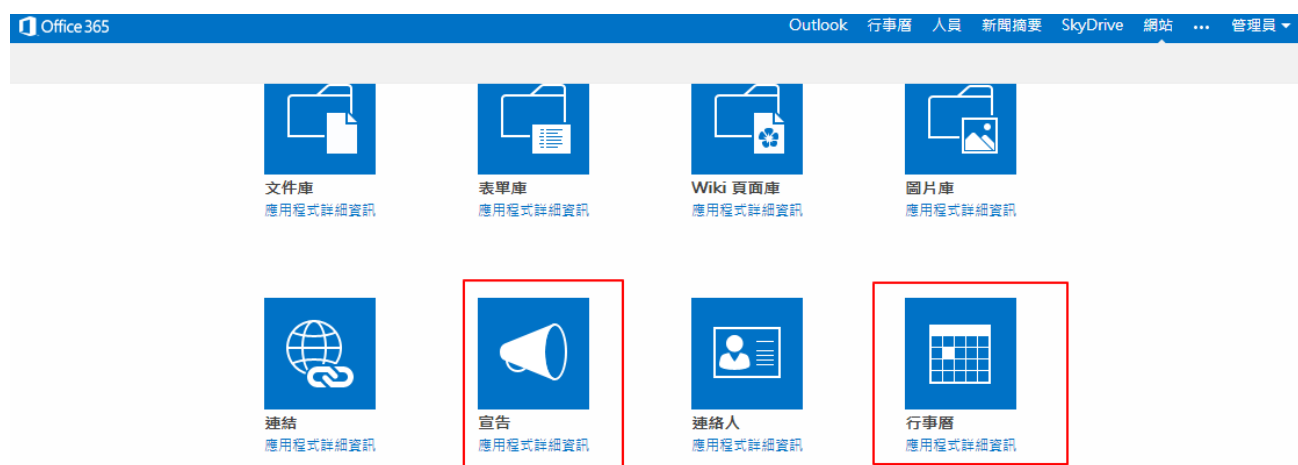 Office 365
Outlook 行事曆 人員 新聞摘要 SkyDrive 網站 ••• 管理員
文件庫 表單庫 Wiki 頁面庫 圖片庫
應用程式詳細資訊 應用程式詳細資訊 應用程式詳細資訊 應用程式詳細資訊
連結 宣告 連絡人 行事曆
應用程式詳細資訊 應用程式詳細資訊 應用程式詳細資訊 應用程式詳細資訊